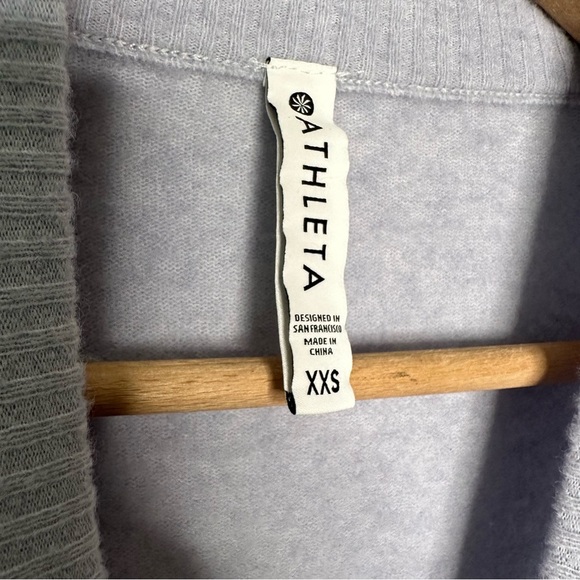 ATHLETA
DESIGNED IN
SAN FRANCISCO
MADE IN
CHINA
XXS